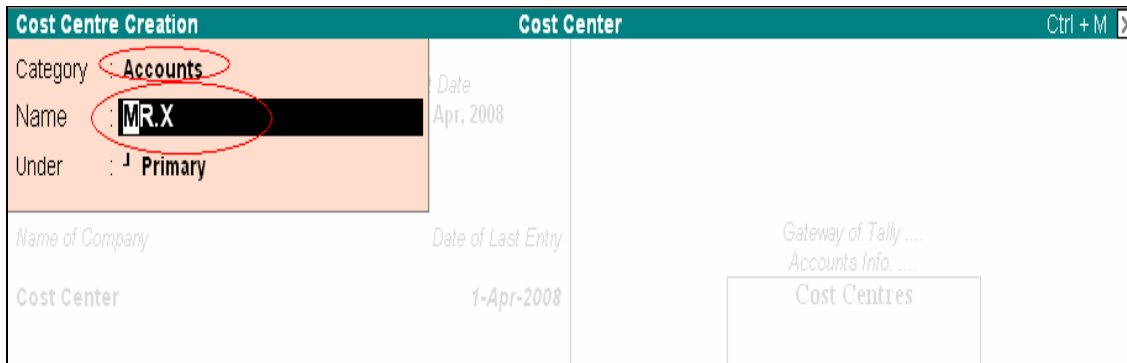 Cost Centre Creation Cost Center Ctrl + M X
Category : Accounts
t Date
Name : MR.X
Apr, 2008
Under : ┘ Primary
Name of Company Date of Last Entry
Gateway of Tally ....
Accounts Info. ....
Cost Center 1-Apr-2008
Cost Centres